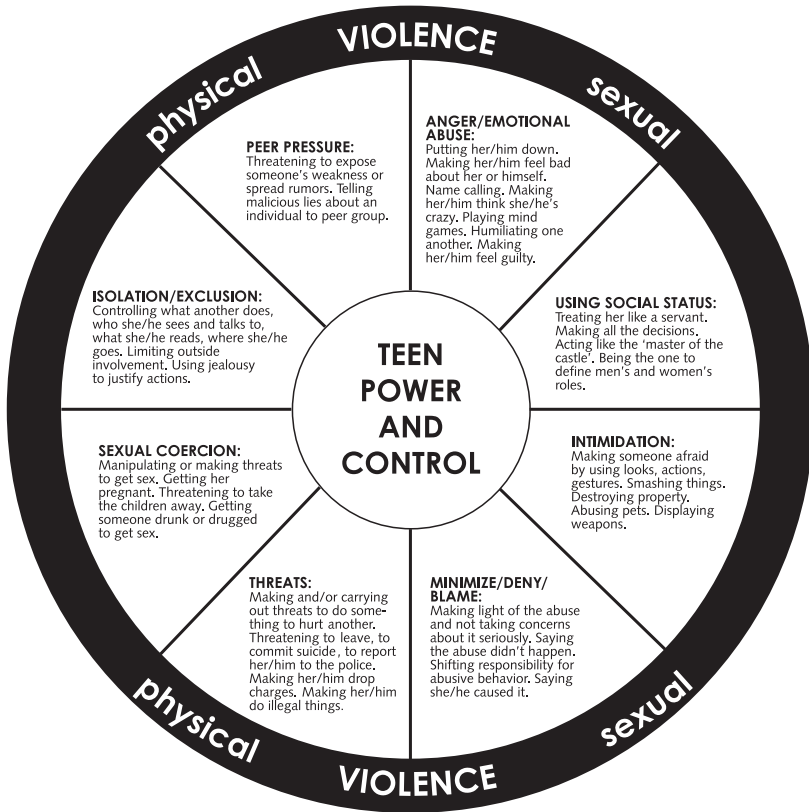 physical VIOLENCE sexual
PEER PRESSURE:
Threatening to expose
someone's weakness or
spread rumors. Telling
malicious lies about an
individual to peer group.
ANGER/EMOTIONAL
ABUSE:
Putting her/him down.
Making her/him feel bad
about her or himself.
Name calling. Making
her/him think she/he's
crazy. Playing mind
games. Humiliating one
another. Making
her/him feel guilty.
ISOLATION/EXCLUSION:
Controlling what another does,
who she/he sees and talks to,
what she/he reads, where she/he
goes. Limiting outside
involvement. Using jealousy
to justify actions.
USING SOCIAL STATUS:
Treating her like a servant.
Making all the decisions.
Acting like the 'master of the
castle'. Being the one to
define men's and women's
roles.
TEEN
POWER
AND
CONTROL
SEXUAL COERCION:
Manipulating or making threats
to get sex. Getting her
pregnant. Threatening to take
the children away. Getting
someone drunk or drugged
to get sex.
INTIMIDATION:
Making someone afraid
by using looks, actions,
gestures. Smashing things.
Destroying property.
Abusing pets. Displaying
weapons.
THREATS:
Making and/or carrying
out threats to do some-
thing to hurt another.
Threatening to leave, to
commit suicide, to report
her/him to the police.
Making her/him drop
charges. Making her/him
do illegal things.
MINIMIZE/DENY/
BLAME:
Making light of the abuse
and not taking concerns
about it seriously. Saying
the abuse didn't happen.
Shifting responsibility for
abusive behavior. Saying
she/he caused it.
physical VIOLENCE sexual